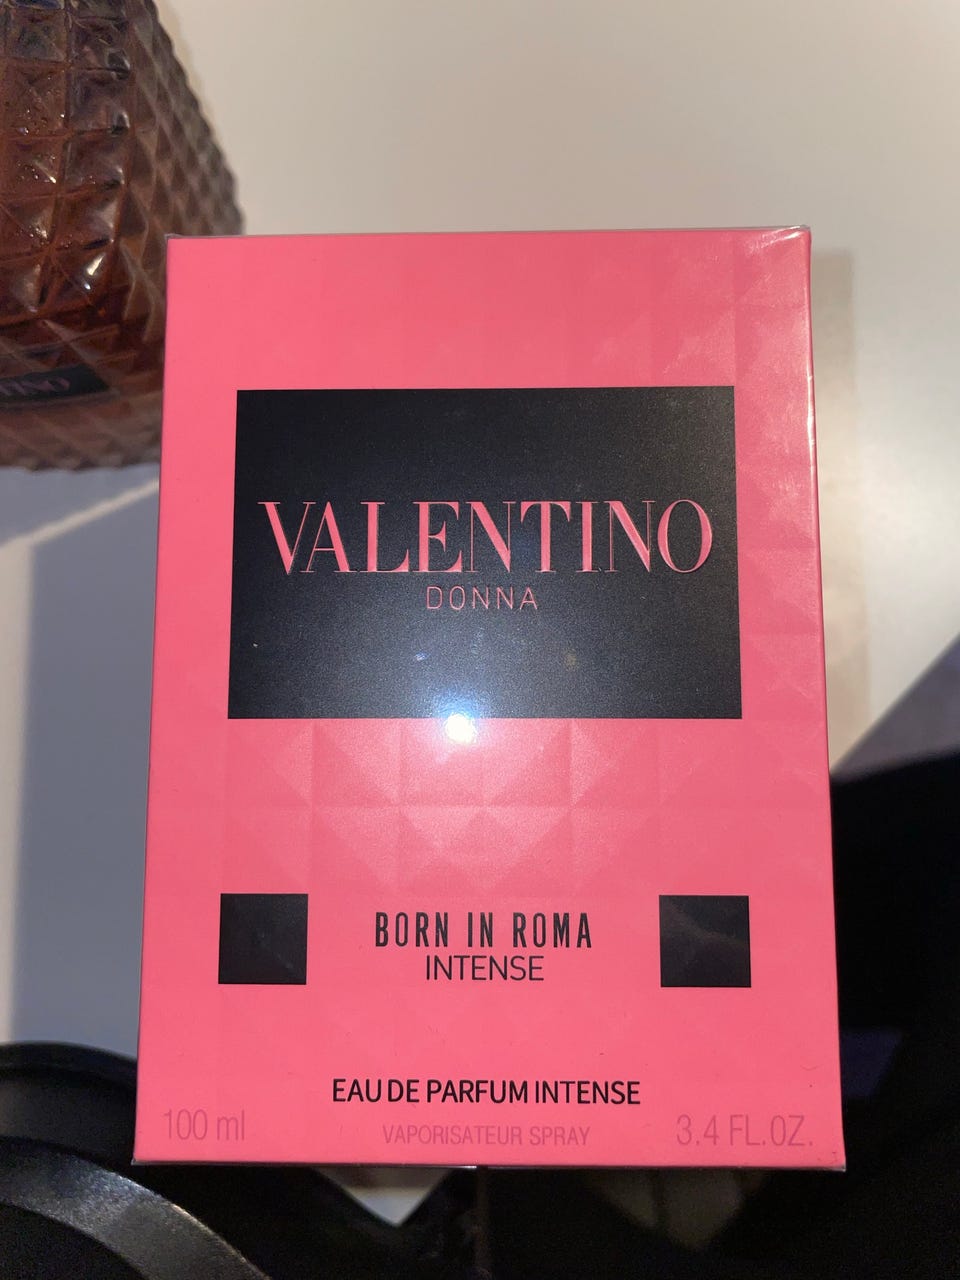 VALENTINO
DONNA
BORN IN ROMA
INTENSE
EAU DE PARFUM INTENSE
100 ml
VAPORISATEUR SPRAY
3.4 FL.OZ.